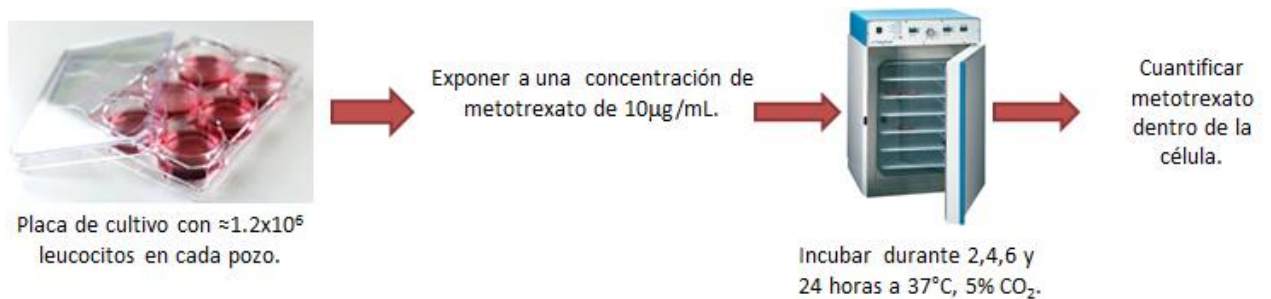 Placa de cultivo con ≈1.2x10⁶
leucocitos en cada pozo.
Exponer a una concentración de
metotrexato de 10µg/mL.
Incubar durante 2,4,6 y
24 horas a 37°C, 5% CO₂.
Cuantificar
metotrexato
dentro de la
célula.